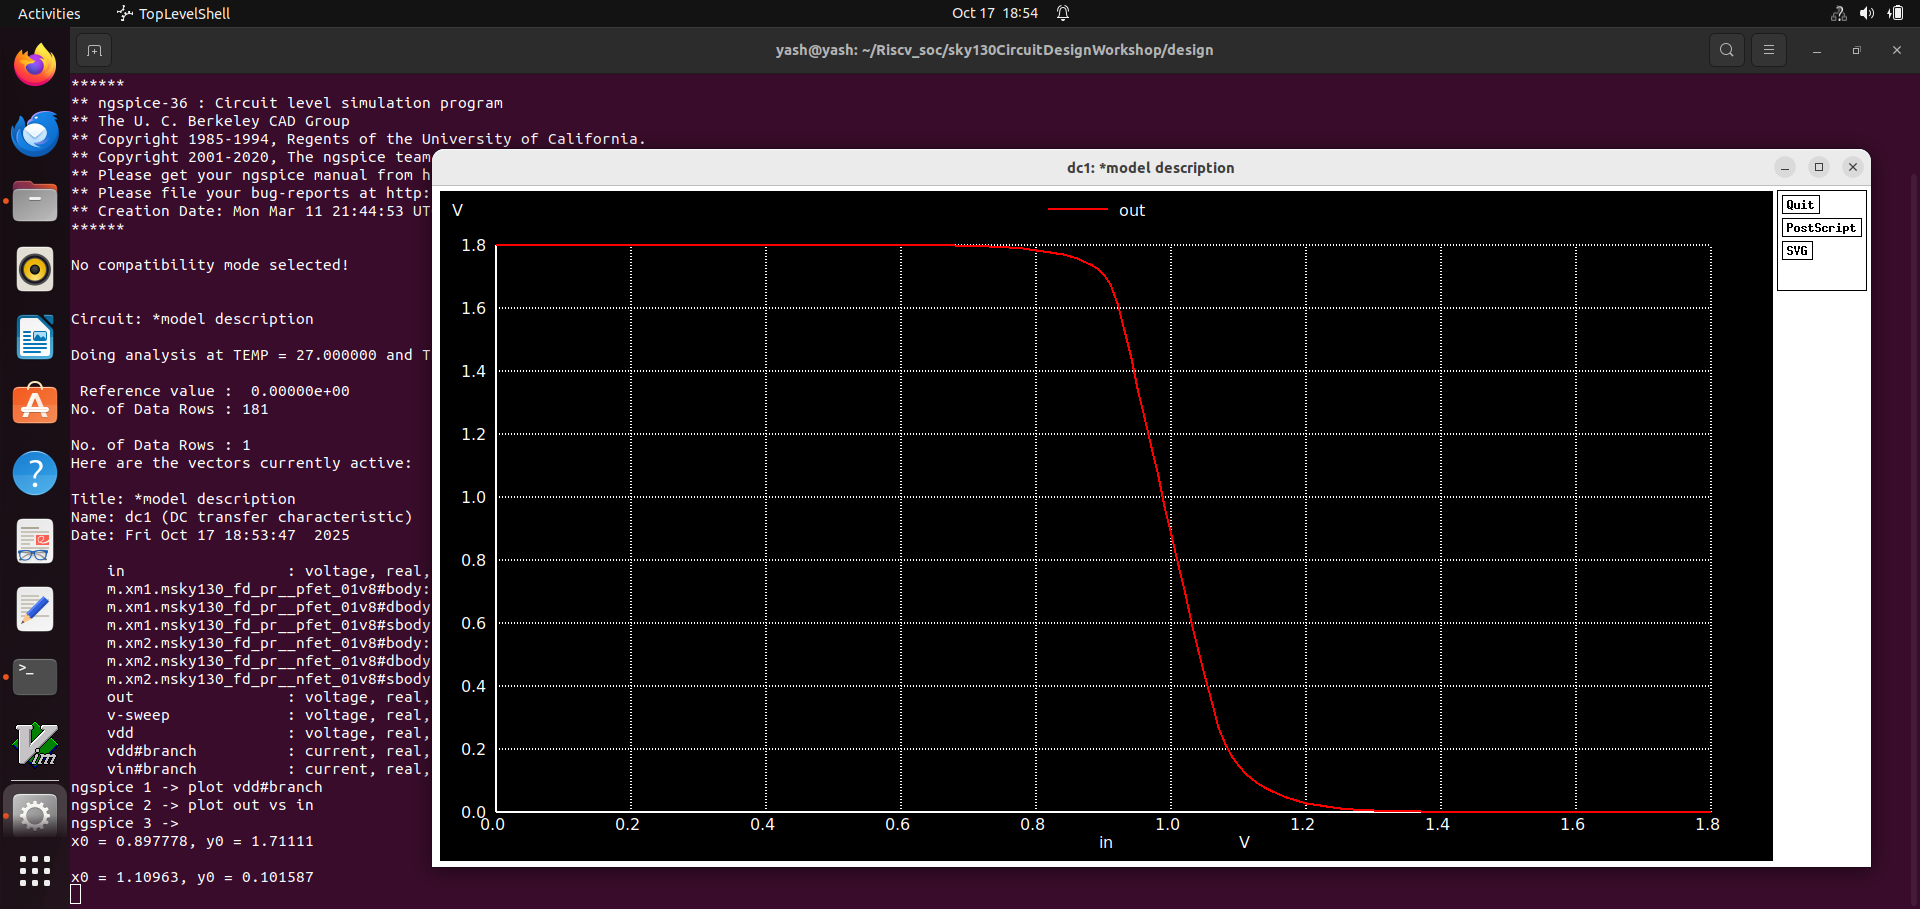 Activities
TopLevelShell
Oct 17 18:54
yash@yash: ~/Riscv_soc/sky130CircuitDesignWorkshop/design
******
** ngspice-36 : Circuit level simulation program
** The U. C. Berkeley CAD Group
** Copyright 1985-1994, Regents of the University of California.
** Copyright 2001-2020, The ngspice team
** Please get your ngspice manual from h
** Please file your bug-reports at http:
** Creation Date: Mon Mar 11 21:44:53 UT
******
No compatibility mode selected!
Circuit: *model description
Doing analysis at TEMP = 27.000000 and T
Reference value :  0.00000e+00
No. of Data Rows : 181
No. of Data Rows : 1
Here are the vectors currently active:
Title: *model description
Name: dc1 (DC transfer characteristic)
Date: Fri Oct 17 18:53:47  2025
in : voltage, real,
m.xm1.msky130_fd_pr__pfet_01v8#body:
m.xm1.msky130_fd_pr__pfet_01v8#dbody
m.xm1.msky130_fd_pr__pfet_01v8#sbody
m.xm2.msky130_fd_pr__nfet_01v8#body:
m.xm2.msky130_fd_pr__nfet_01v8#dbody
m.xm2.msky130_fd_pr__nfet_01v8#sbody
out : voltage, real,
v-sweep : voltage, real,
vdd : voltage, real,
vdd#branch : current, real,
vin#branch : current, real,
ngspice 1 -> plot vdd#branch
ngspice 2 -> plot out vs in
ngspice 3 ->
x0 = 0.897778, y0 = 1.71111
x0 = 1.10963, y0 = 0.101587
dc1: *model description
Quit
PostScript
SVG
V
out
1.8
1.6
1.4
1.2
1.0
0.8
0.6
0.4
0.2
0.0
0.0 0.2 0.4 0.6 0.8 1.0 1.2 1.4 1.6 1.8
in V
>_
?
Vim